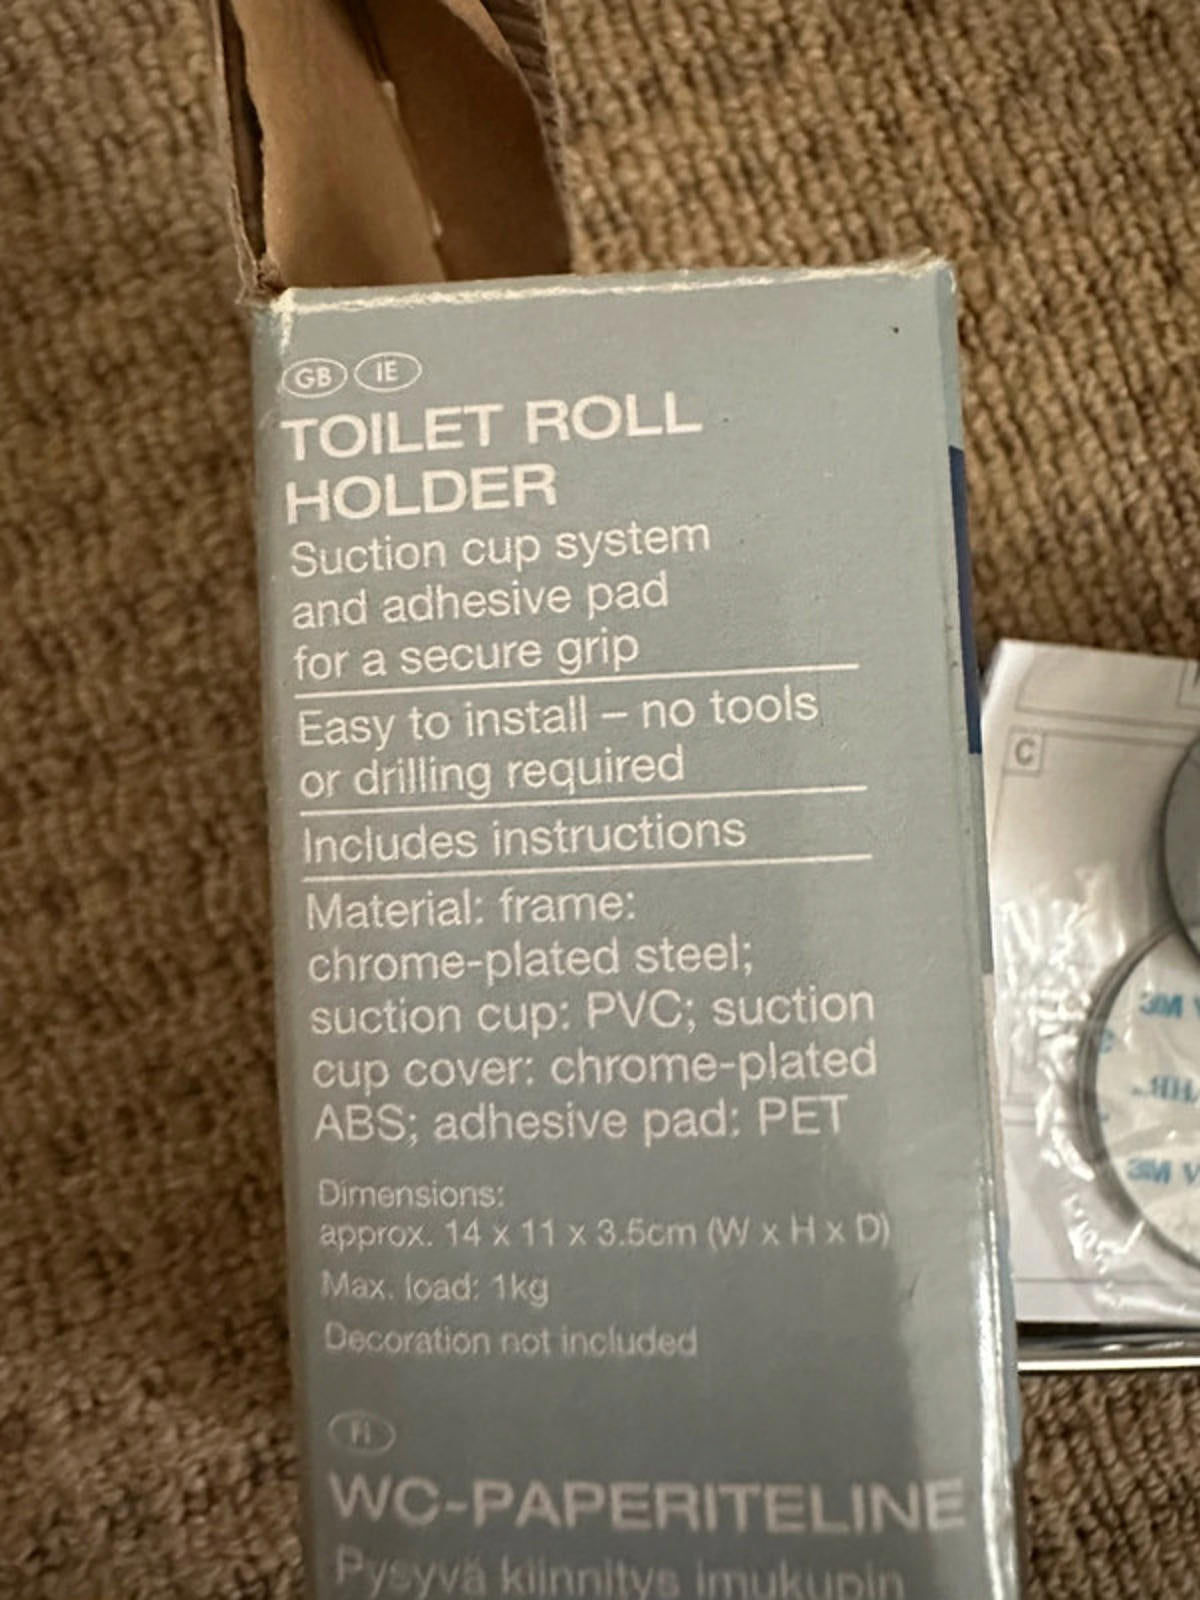 GB IE
TOILET ROLL
HOLDER
Suction cup system
and adhesive pad
for a secure grip
Easy to install – no tools
or drilling required
Includes instructions
Material: frame:
chrome-plated steel;
suction cup: PVC; suction
cup cover: chrome-plated
ABS; adhesive pad: PET
Dimensions:
approx. 14 x 11 x 3.5cm (W x H x D)
Max. load: 1kg
Decoration not included
FI
WC-PAPERITELINE
Pysyvä kiinnitys imukupin
C
3M V
3M V